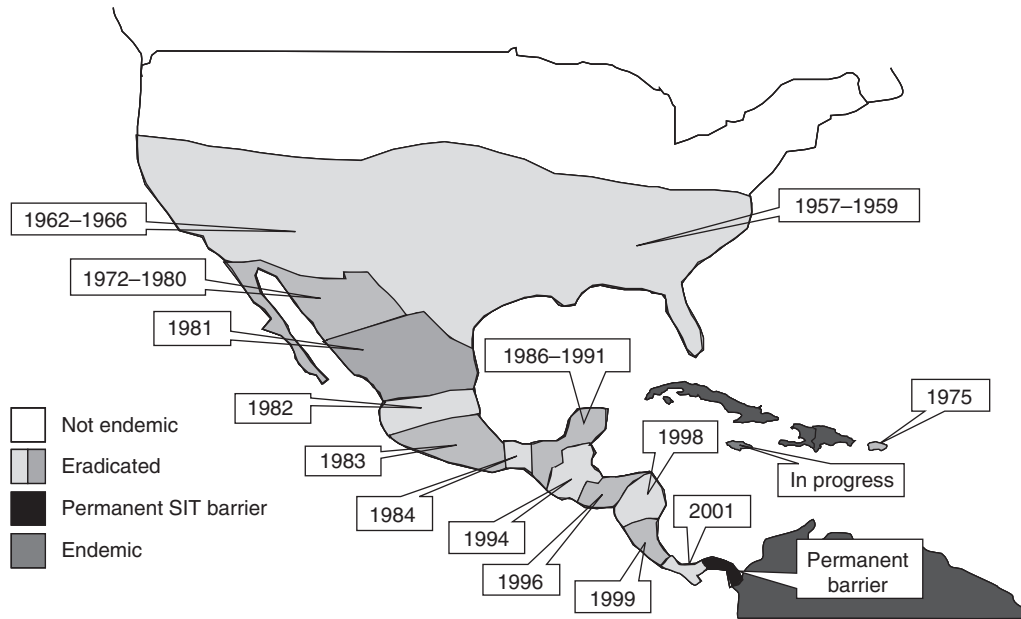 1962–1966
1957–1959
1972–1980
1981
1986–1991
1982
1975
Not endemic
1998
Eradicated
1983
In progress
Permanent SIT barrier
1984
2001
1994
Endemic
Permanent
barrier
1996
1999